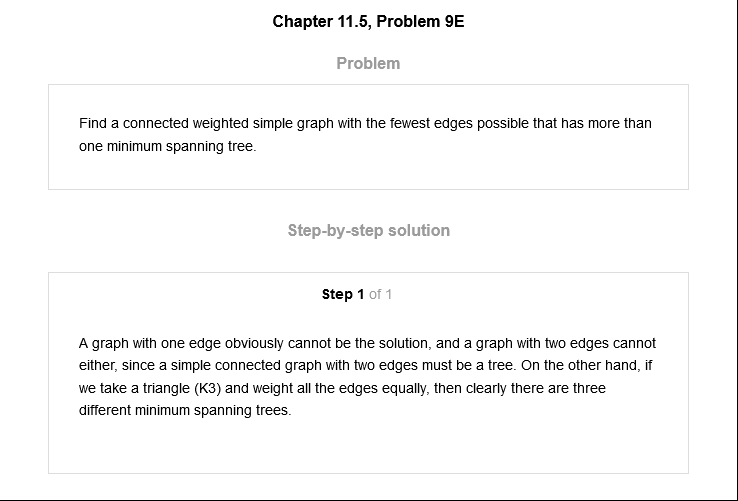 Chapter 11.5, Problem 9E
Problem
Find a connected weighted simple graph with the fewest edges possible that has more than
one minimum spanning tree.
Step-by-step solution
Step 1 of 1
A graph with one edge obviously cannot be the solution, and a graph with two edges cannot
either, since a simple connected graph with two edges must be a tree. On the other hand, if
we take a triangle (K3) and weight all the edges equally, then clearly there are three
different minimum spanning trees.